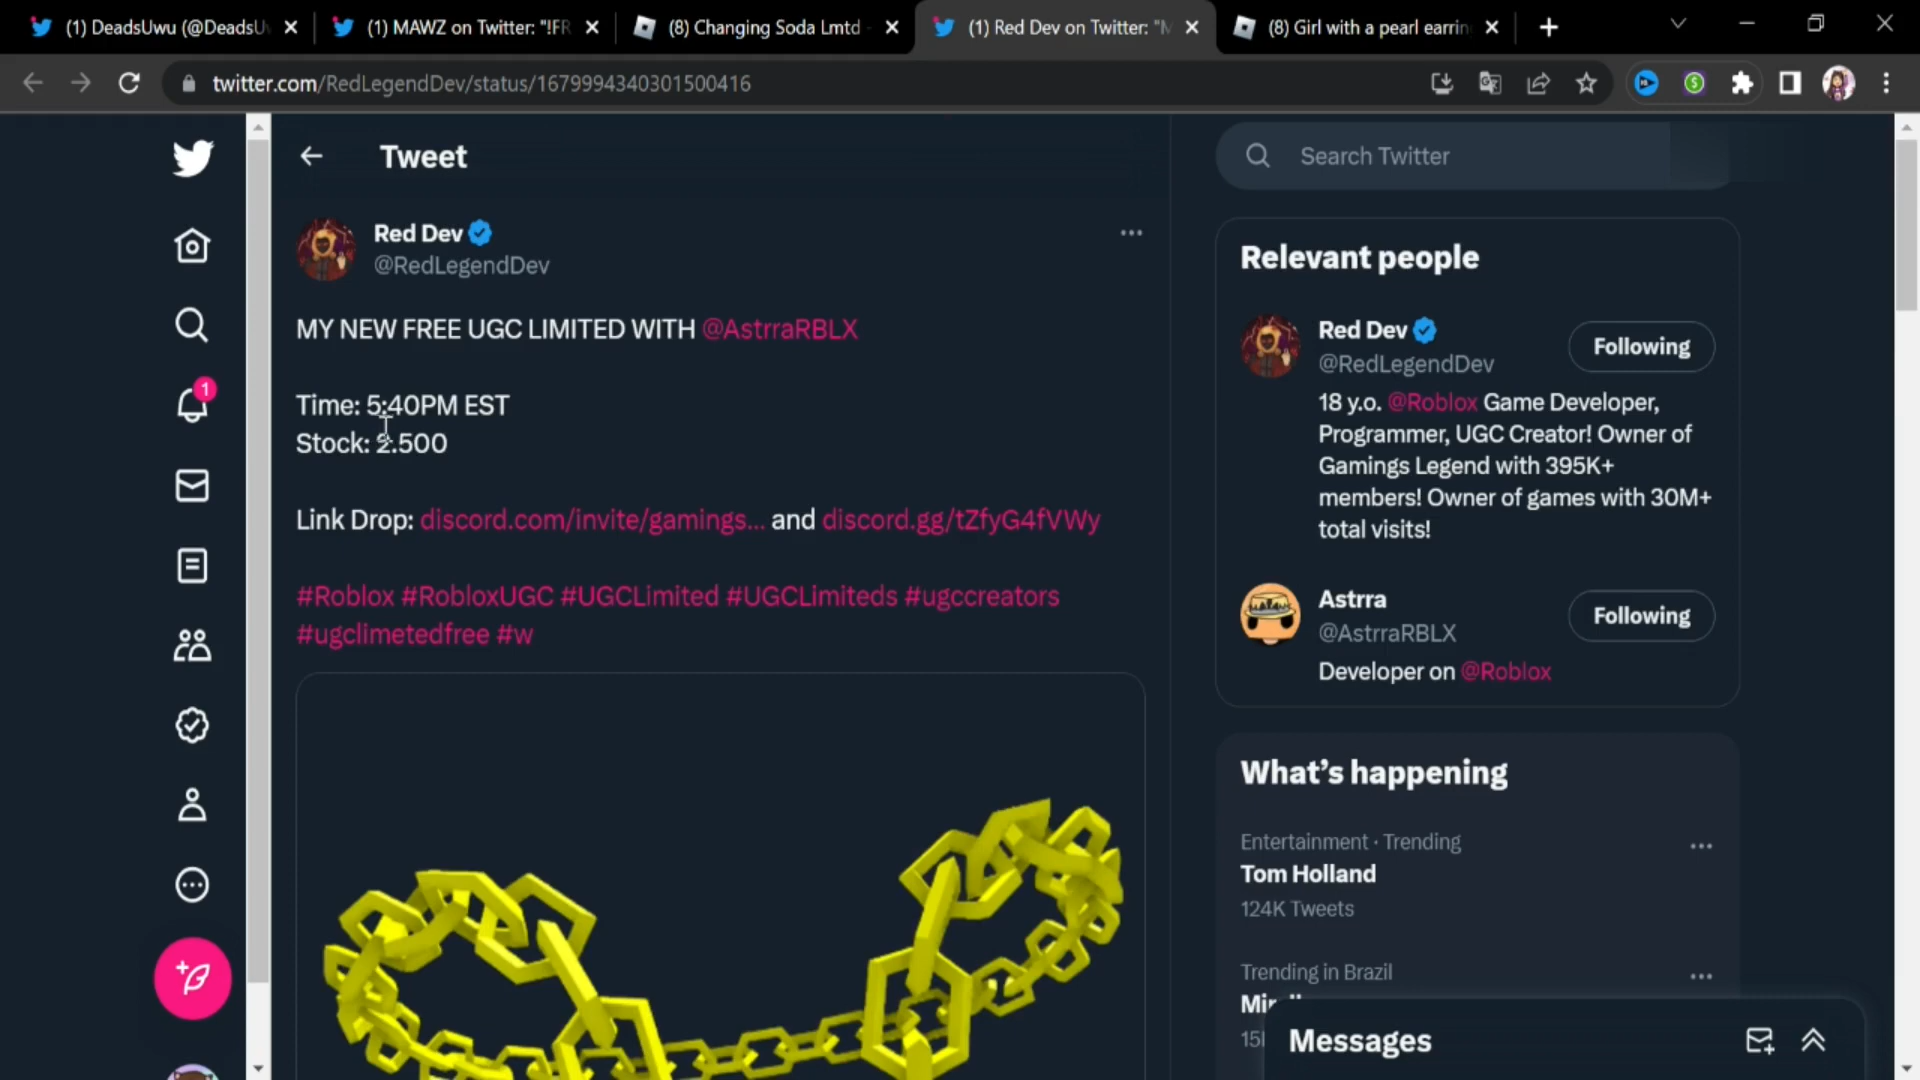 (1) DeadsUwu (@DeadsU
(1) MAWZ on Twitter: "!FR
(8) Changing Soda Lmtd -
(1) Red Dev on Twitter: "M
(8) Girl with a pearl earrin
twitter.com/RedLegendDev/status/1679994340301500416
Tweet
Search Twitter
Red Dev
@RedLegendDev
MY NEW FREE UGC LIMITED WITH @AstrraRBLX
Time: 5:40PM EST
Stock: 2.500
Link Drop: discord.com/invite/gamings... and discord.gg/tZfyG4fVWy
#Roblox #RobloxUGC #UGCLimited #UGCLimiteds #ugccreators
#ugclimetedfree #w
1
Relevant people
Red Dev
@RedLegendDev
Following
18 y.o. @Roblox Game Developer,
Programmer, UGC Creator! Owner of
Gamings Legend with 395K+
members! Owner of games with 30M+
total visits!
Astrra
@AstrraRBLX
Following
Developer on @Roblox
What's happening
Entertainment · Trending
Tom Holland
124K Tweets
Trending in Brazil
Messages